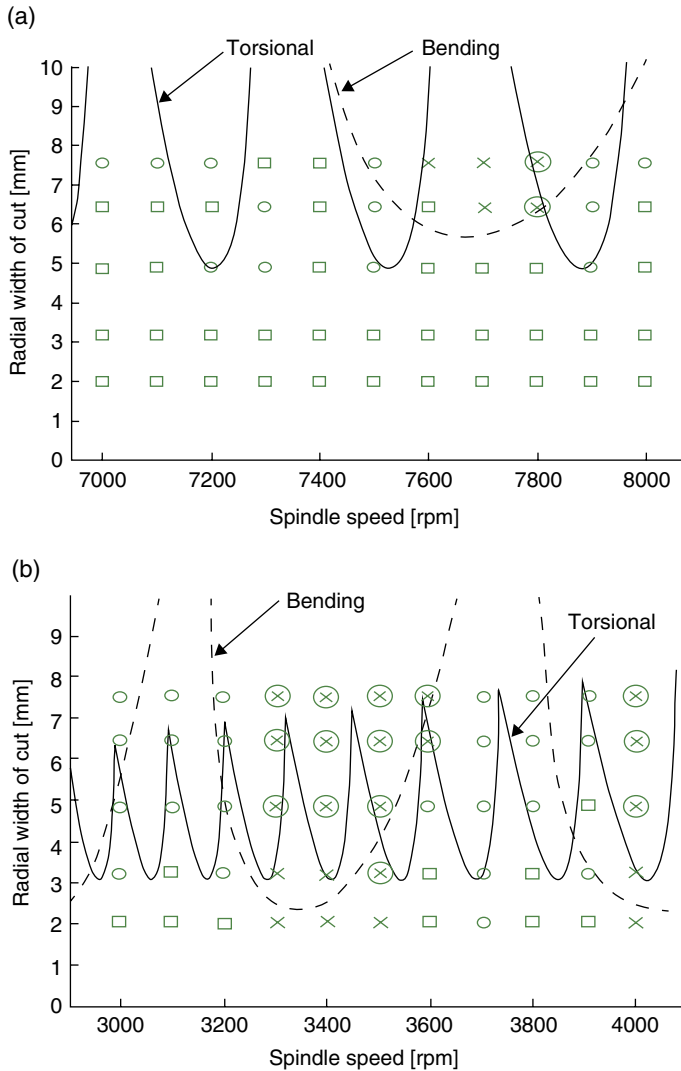 (a)
Torsional
Bending
10
9
8
7
6
5
4
3
2
1
0
Radial width of cut [mm]
7000 7200 7400 7600 7800 8000
Spindle speed [rpm]
(b)
Bending
Torsional
9
8
7
6
5
4
3
2
1
0
Radial width of cut [mm]
3000 3200 3400 3600 3800 4000
Spindle speed [rpm]